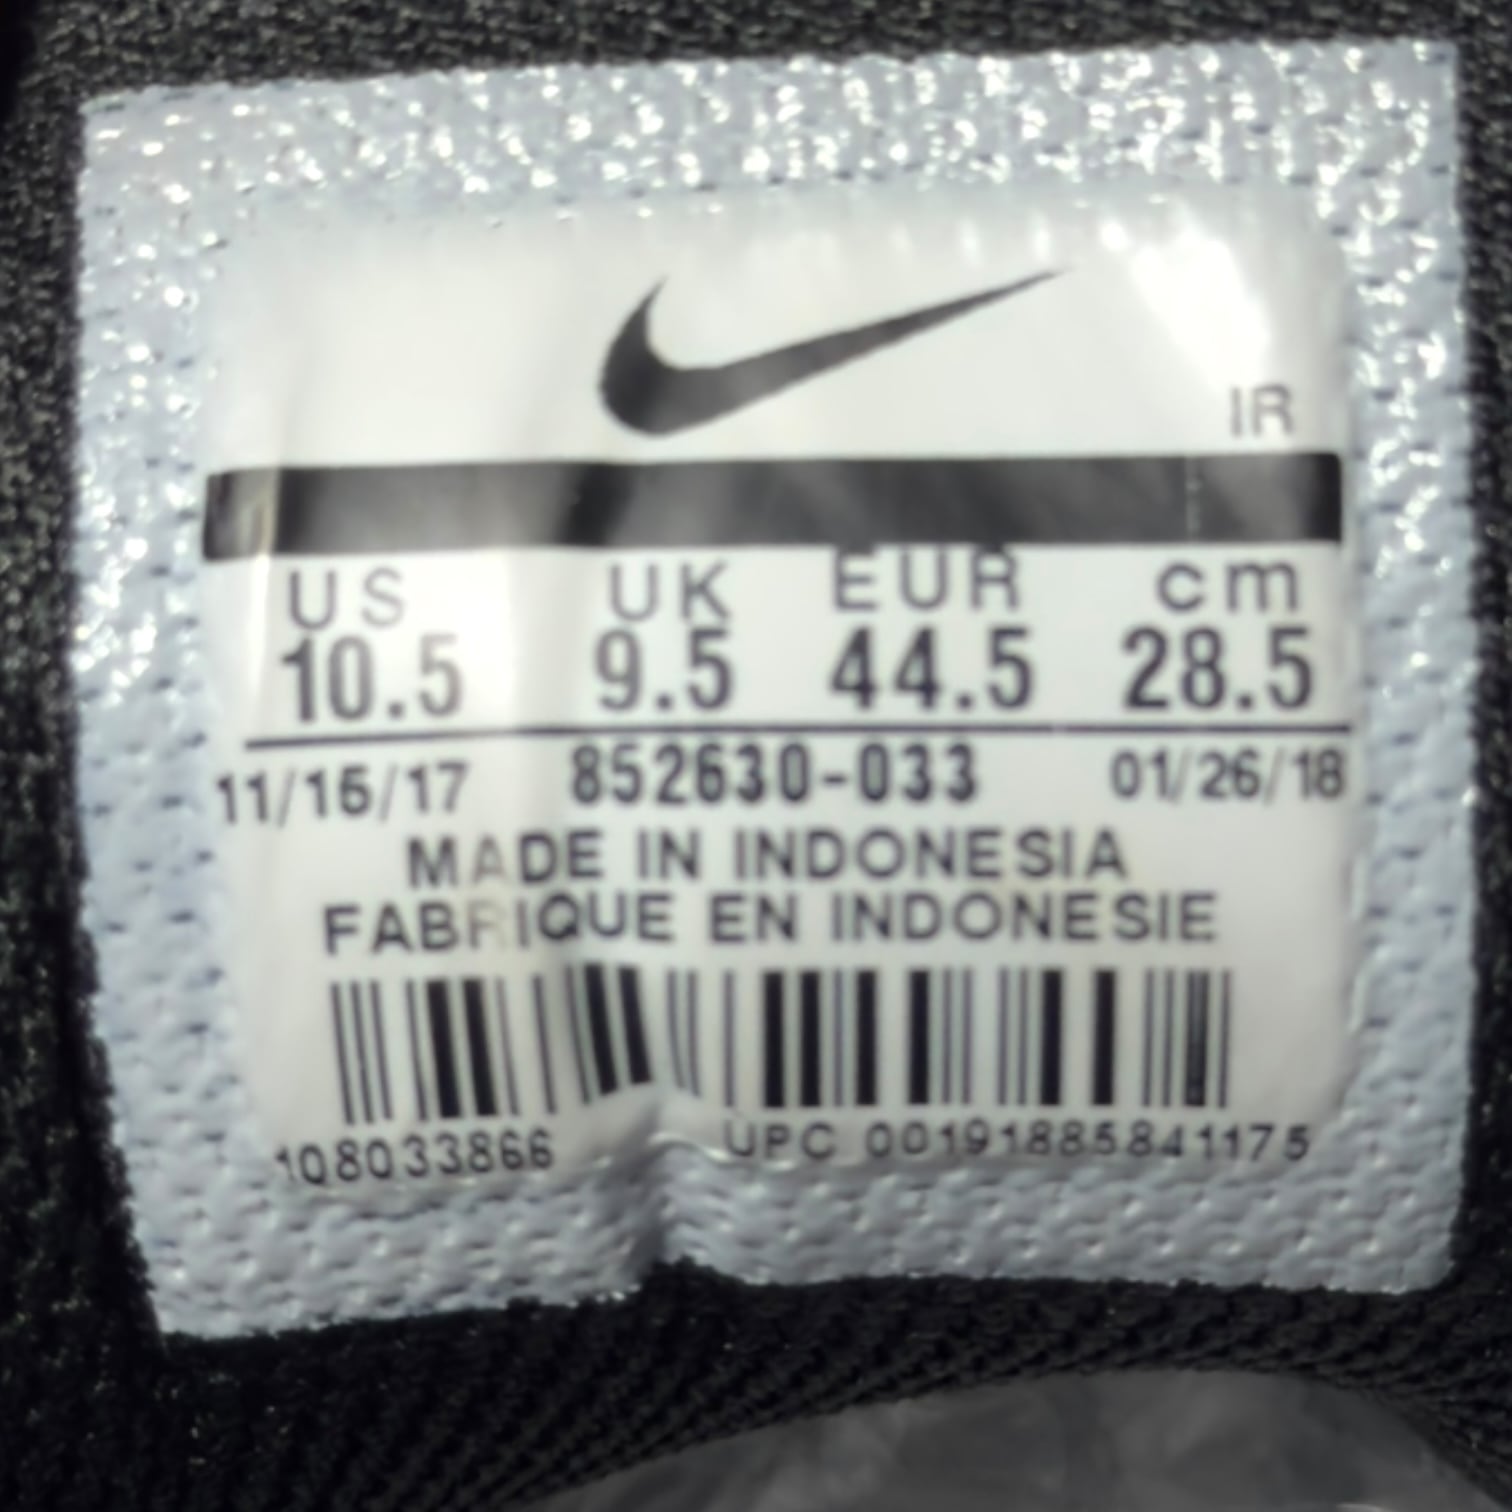 IR
US UK EUR cm
10.5 9.5 44.5 28.5
11/15/17 852630-033 01/26/18
MADE IN INDONESIA
FABRIQUE EN INDONESIE
108033866 UPC 00191885841175